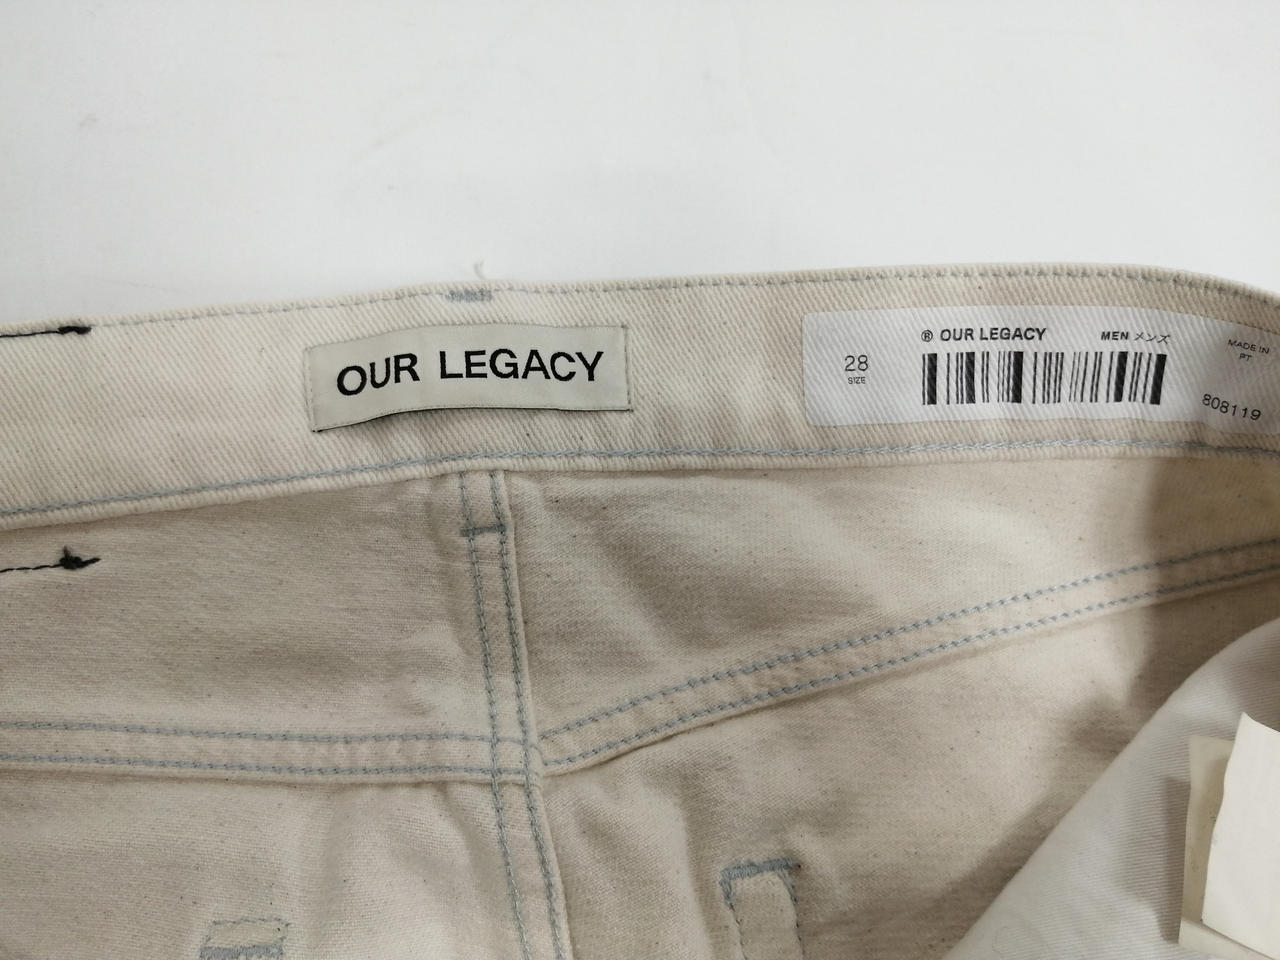 OUR LEGACY
28
SIZE
® OUR LEGACY
MEN メンズ
MADE IN
PT
808119